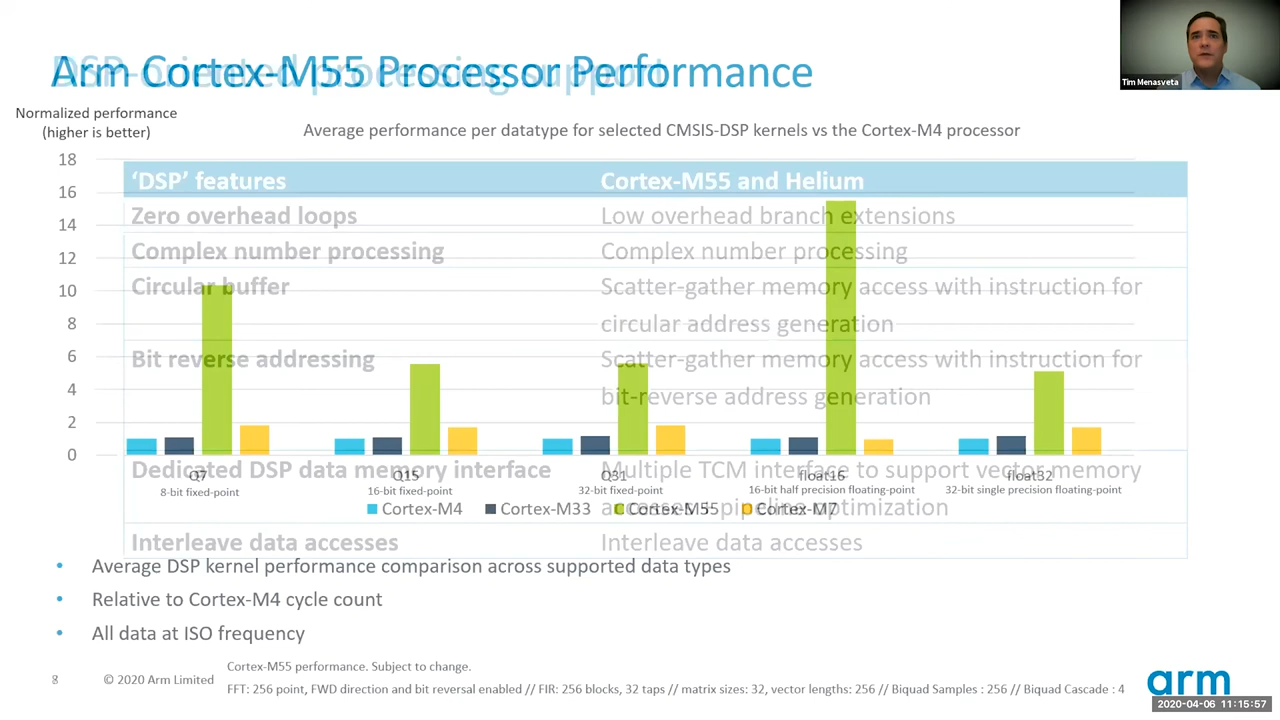 Arm Cortex-M55 Processor Performance
DSP-oriented processing support
Tim Menasveta
Normalized performance
(higher is better)
Average performance per datatype for selected CMSIS-DSP kernels vs the Cortex-M4 processor
18
16
14
12
10
8
6
4
2
0
'DSP' features Cortex-M55 and Helium
Zero overhead loops Low overhead branch extensions
Complex number processing Complex number processing
Circular buffer Scatter-gather memory access with instruction for
circular address generation
Bit reverse addressing Scatter-gather memory access with instruction for
bit-reverse address generation
Dedicated DSP data memory interface Multiple TCM interface to support vector memory
pipeline optimization
Interleave data accesses Interleave data accesses
Q7 Q15 Q31 float16 float32
8-bit fixed-point 16-bit fixed-point 32-bit fixed-point 16-bit half precision floating-point 32-bit single precision floating-point
Cortex-M4 Cortex-M33 Cortex-M55 Cortex-M7
• Average DSP kernel performance comparison across supported data types
• Relative to Cortex-M4 cycle count
• All data at ISO frequency
8 © 2020 Arm Limited
Cortex-M55 performance. Subject to change.
FFT: 256 point, FWD direction and bit reversal enabled // FIR: 256 blocks, 32 taps // matrix sizes: 32, vector lengths: 256 // Biquad Samples : 256 // Biquad Cascade : 4
arm
2020-04-06 11:15:57